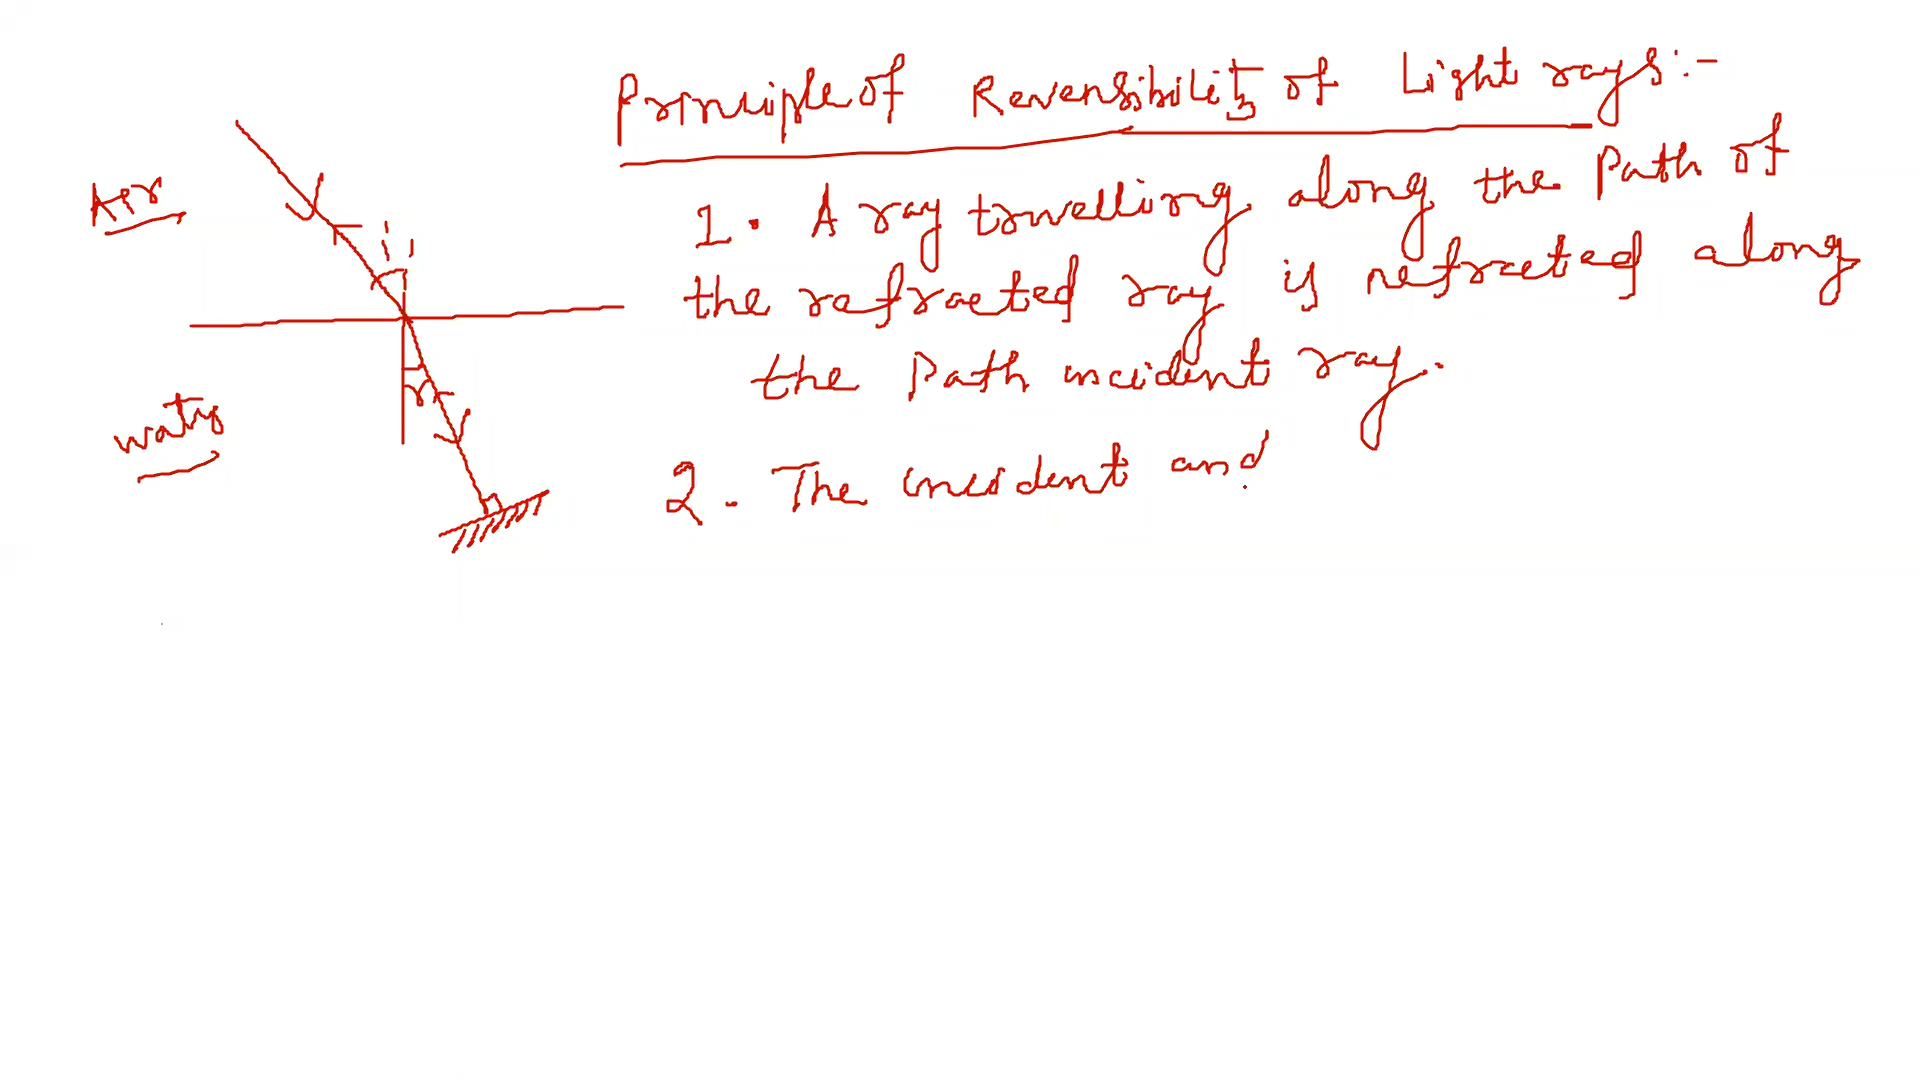 Principle of Reversibility of Light rays :-
Air
1. A ray travelling along the Path of
the refracted ray is refracted along
the Path incident ray.
water
2. The incident and
i
r